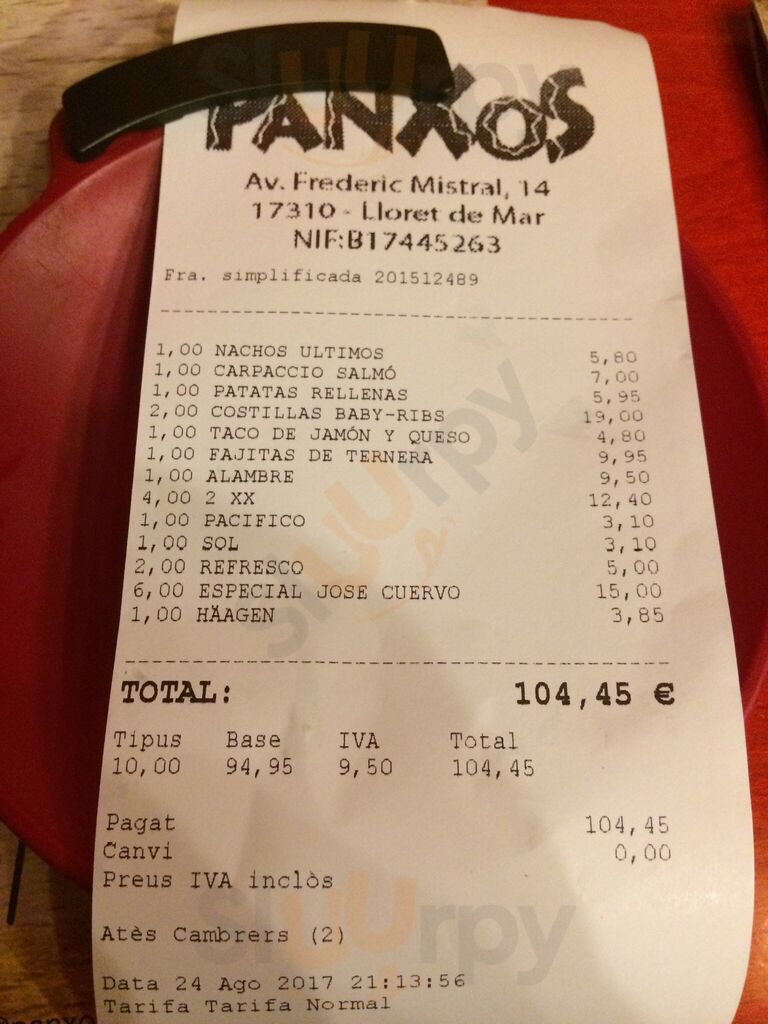 PANXOS
Av. Frederic Mistral, 14
17310 - Lloret de Mar
NIF:B17445263
Fra. simplificada 201512489
1,00 NACHOS ULTIMOS 5,80
1,00 CARPACCIO SALMÓ 7,00
1,00 PATATAS RELLENAS 5,95
2,00 COSTILLAS BABY-RIBS 19,00
1,00 TACO DE JAMÓN Y QUESO 4,80
1,00 FAJITAS DE TERNERA 9,95
1,00 ALAMBRE 9,50
4,00 2 XX 12,40
1,00 PACIFICO 3,10
1,00 SOL 3,10
2,00 REFRESCO 5,00
6,00 ESPECIAL JOSE CUERVO 15,00
1,00 HÄAGEN 3,85
TOTAL: 104,45 €
Tipus Base IVA Total
10,00 94,95 9,50 104,45
Pagat 104,45
Canvi 0,00
Preus IVA inclòs
Atès Cambrers (2)
Data 24 Ago 2017 21:13:56
Tarifa Tarifa Normal
sluurpy
sluurpy
sluurpy